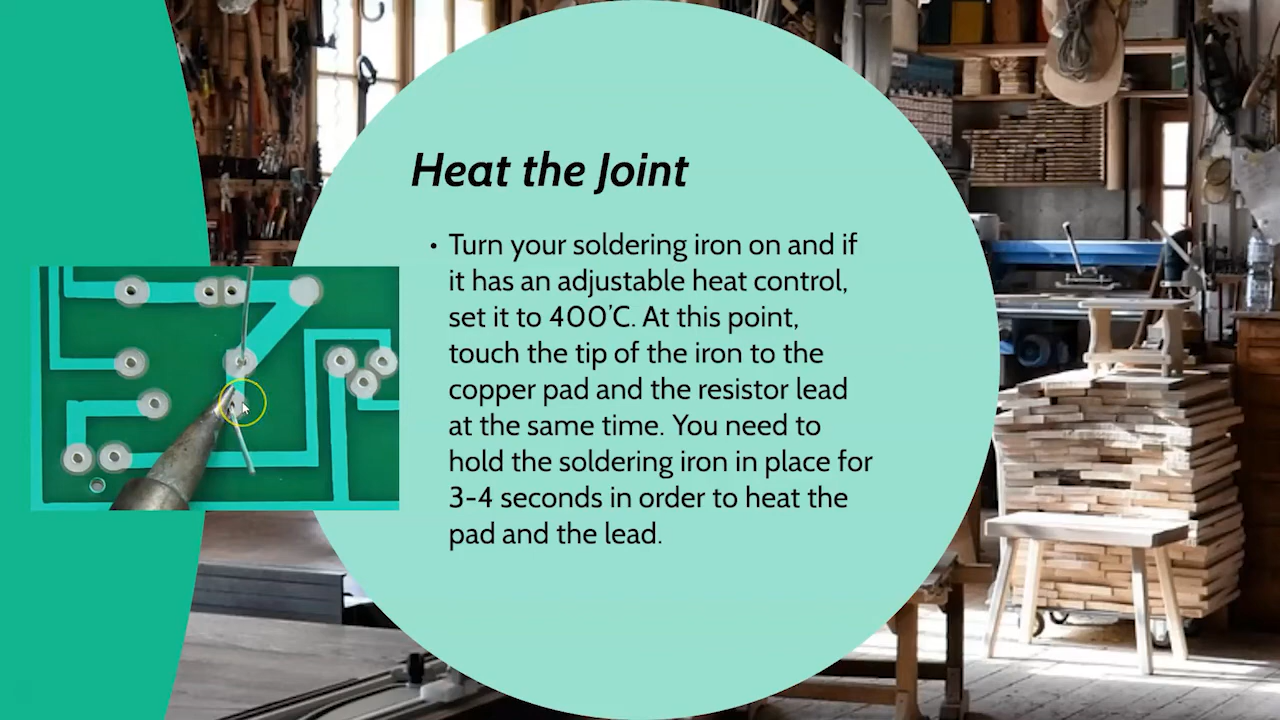 Heat the Joint
• Turn your soldering iron on and if
it has an adjustable heat control,
set it to 400'C. At this point,
touch the tip of the iron to the
copper pad and the resistor lead
at the same time. You need to
hold the soldering iron in place for
3-4 seconds in order to heat the
pad and the lead.